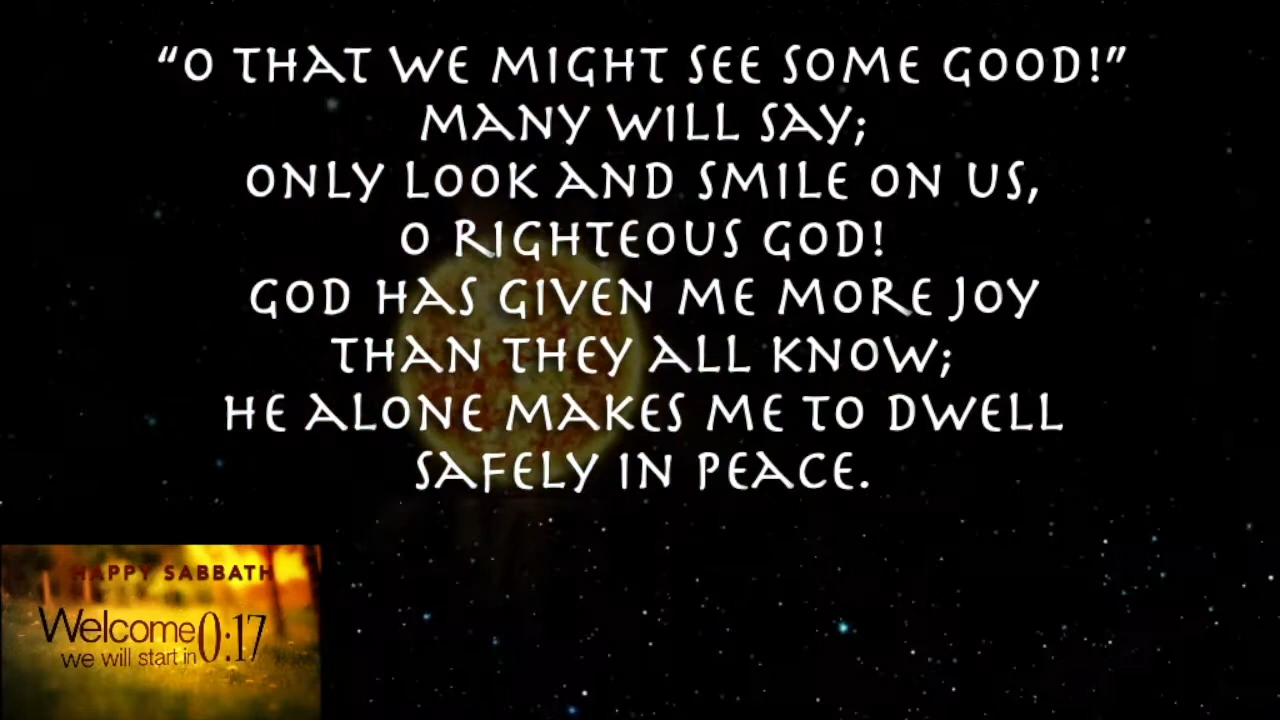 “O THAT WE MIGHT SEE SOME GOOD!”
MANY WILL SAY;
ONLY LOOK AND SMILE ON US,
O RIGHTEOUS GOD!
GOD HAS GIVEN ME MORE JOY
THAN THEY ALL KNOW;
HE ALONE MAKES ME TO DWELL
SAFELY IN PEACE.
HAPPY SABBATH
Welcome 0:17
we will start in